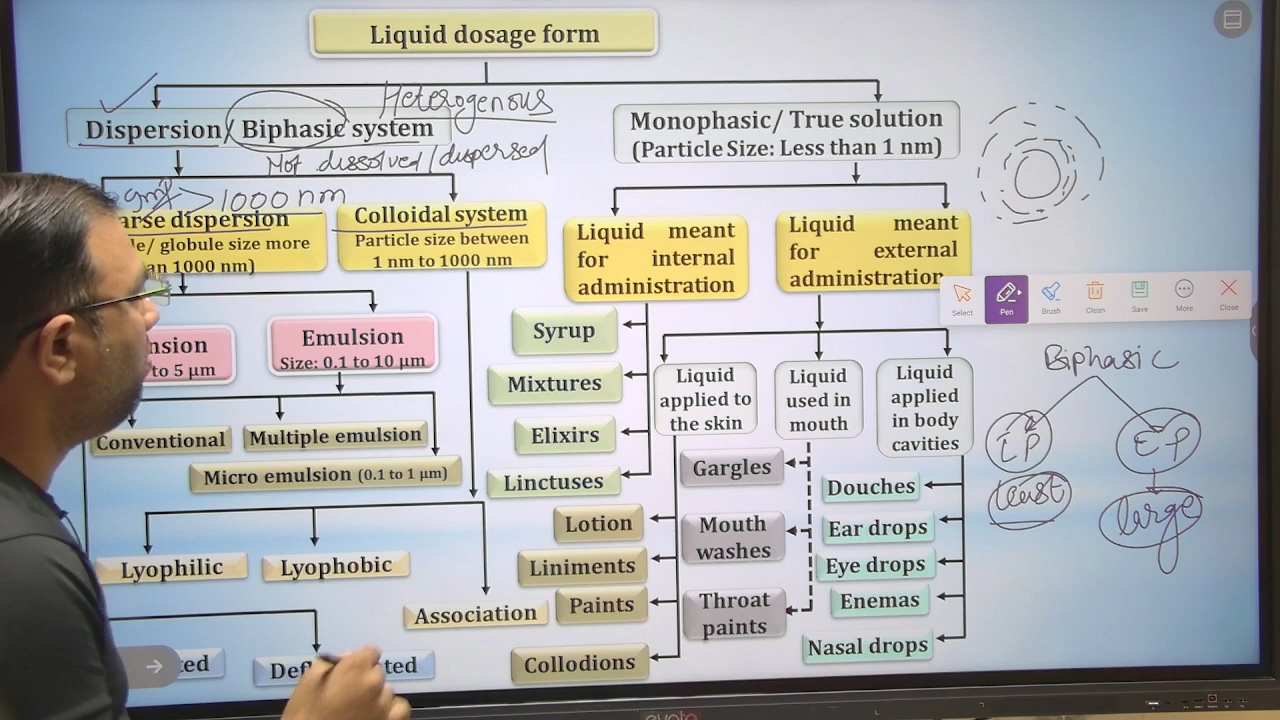 Liquid dosage form
Heterogenous
Dispersion/ Biphasic system
Not dissolved/dispersed
> 1000 nm
arse dispersion
le/ globule size more
an 1000 nm)
Colloidal system
Particle size between
1 nm to 1000 nm
nsion
to 5 µm
Emulsion
Size: 0.1 to 10 µm
Conventional
Multiple emulsion
Micro emulsion (0.1 to 1 µm)
Lyophilic
Lyophobic
Association
ted
Def
ted
Monophasic/ True solution
(Particle Size: Less than 1 nm)
Liquid meant
for internal
administration
Syrup
Mixtures
Elixirs
Linctuses
Liquid meant
for external
administration
Liquid
applied to
the skin
Lotion
Liniments
Paints
Collodions
Liquid
used in
mouth
Gargles
Mouth
washes
Throat
paints
Liquid
applied
in body
cavities
Douches
Ear drops
Eye drops
Enemas
Nasal drops
Select
Pen
Brush
Clean
Save
More
Close
Biphasic
IP
EP
least
large